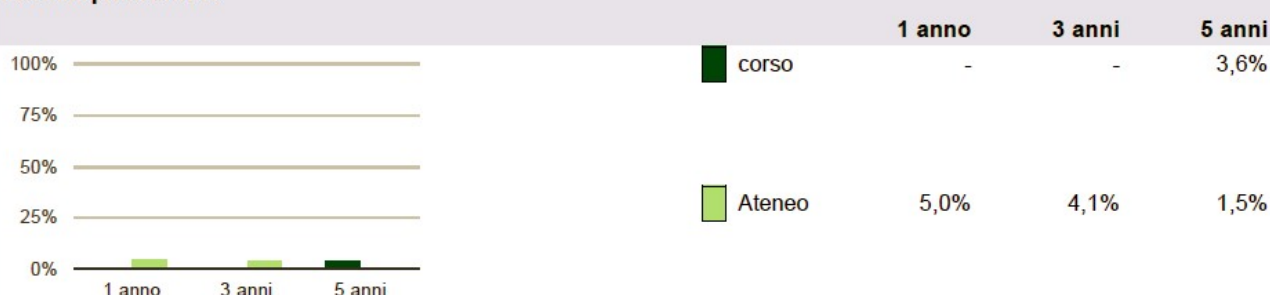 1 anno 3 anni 5 anni
100%
75%
50%
25%
0%
1 anno 3 anni 5 anni
corso - - 3,6%
Ateneo 5,0% 4,1% 1,5%